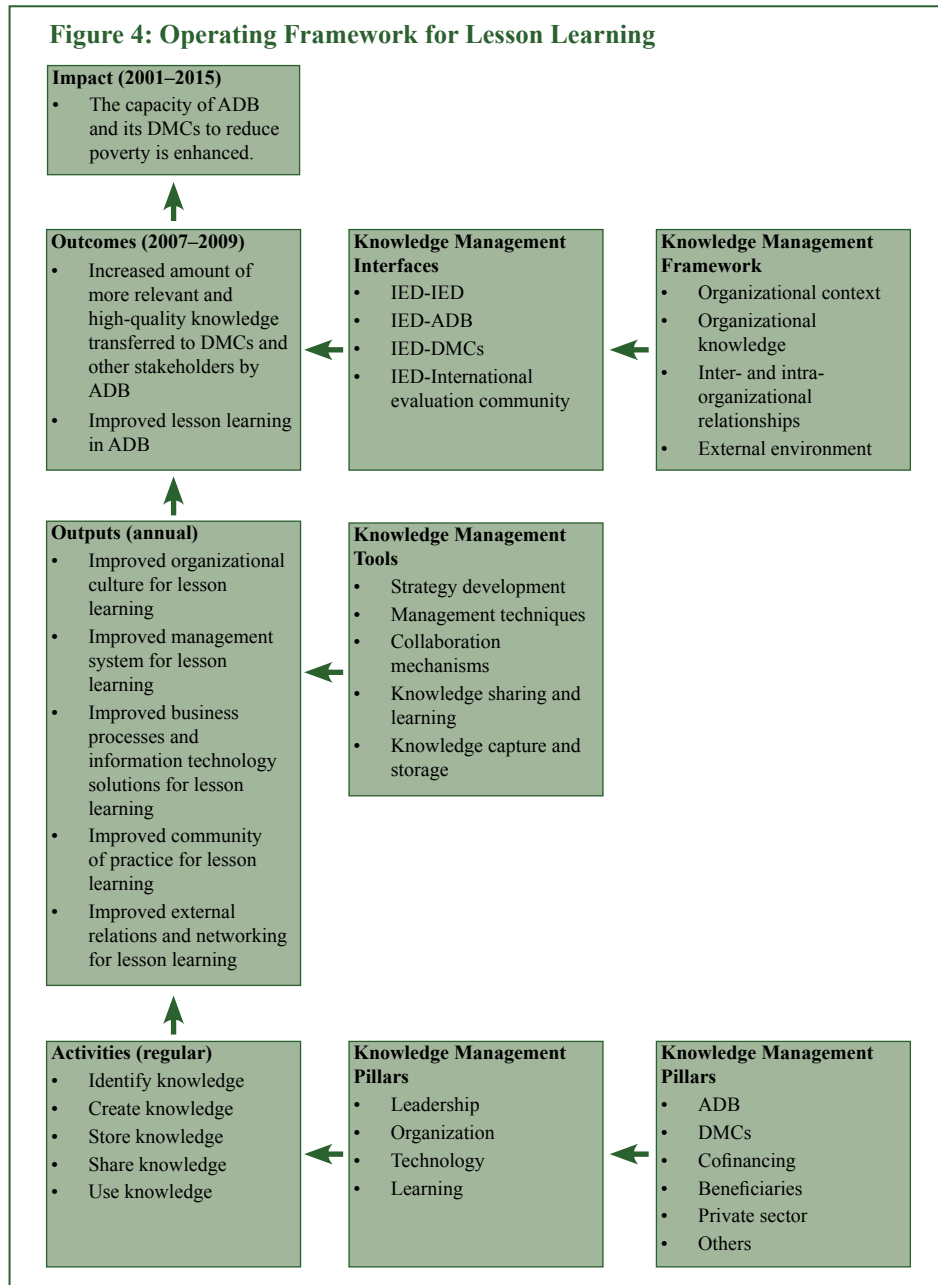 Figure 4: Operating Framework for Lesson Learning
Impact (2001–2015)
• The capacity of ADB
and its DMCs to reduce
poverty is enhanced.
Outcomes (2007–2009)
• Increased amount of
more relevant and
high-quality knowledge
transferred to DMCs and
other stakeholders by
ADB
• Improved lesson learning
in ADB
Knowledge Management
Interfaces
• IED-IED
• IED-ADB
• IED-DMCs
• IED-International
evaluation community
Knowledge Management
Framework
• Organizational context
• Organizational
knowledge
• Inter- and intra-
organizational
relationships
• External environment
Outputs (annual)
• Improved organizational
culture for lesson
learning
• Improved management
system for lesson
learning
• Improved business
processes and
information technology
solutions for lesson
learning
• Improved community
of practice for lesson
learning
• Improved external
relations and networking
for lesson learning
Knowledge Management
Tools
• Strategy development
• Management techniques
• Collaboration
mechanisms
• Knowledge sharing and
learning
• Knowledge capture and
storage
Activities (regular)
• Identify knowledge
• Create knowledge
• Store knowledge
• Share knowledge
• Use knowledge
Knowledge Management
Pillars
• Leadership
• Organization
• Technology
• Learning
Knowledge Management
Pillars
• ADB
• DMCs
• Cofinancing
• Beneficiaries
• Private sector
• Others